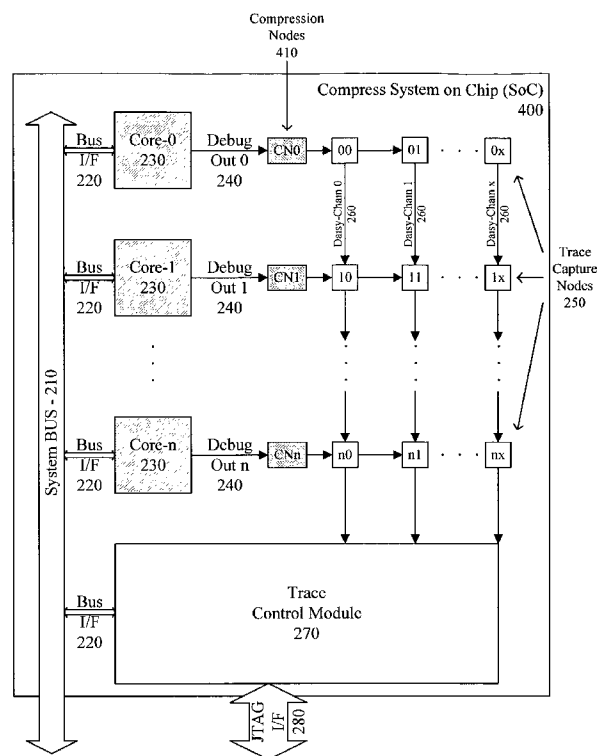 Compression
Nodes
410
Compress System on Chip (SoC)
400
System BUS - 210
Bus
I/F
220
Core-0
230
Debug
Out 0
240
CN0
00
01
0x
Daisy-Chain 0
260
Daisy-Chain 1
260
Daisy-Chain x
260
Bus
I/F
220
Core-1
230
Debug
Out 1
240
CN1
10
11
1x
Trace
Capture
Nodes
250
Bus
I/F
220
Core-n
230
Debug
Out n
240
CNn
n0
n1
nx
Bus
I/F
220
Trace
Control Module
270
JTAG
I/F
280